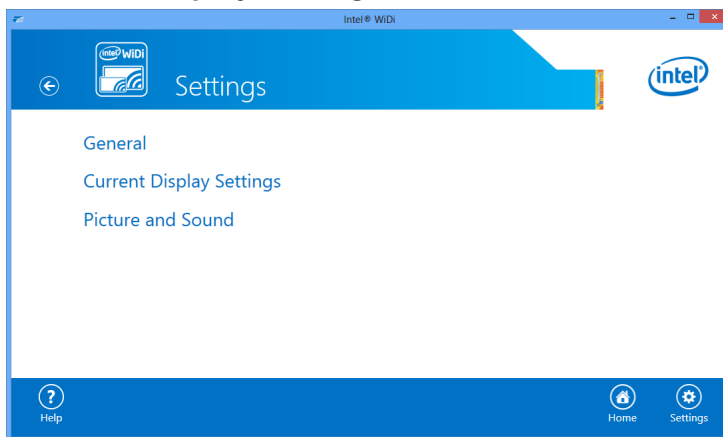 Intel® WiDi
intel WiDi
Settings
intel
General
Current Display Settings
Picture and Sound
Help
Home
Settings